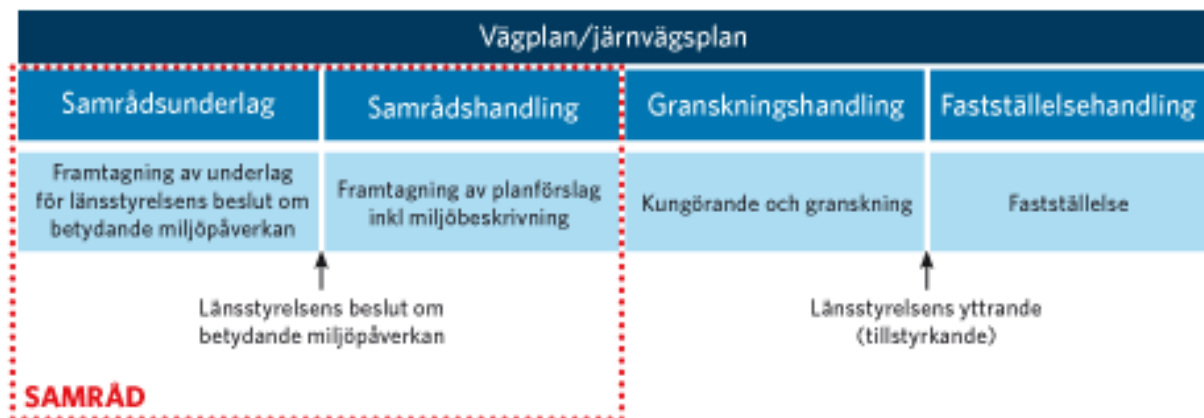 Vägplan/järnvägsplan
Samrådsunderlag
Samrådshandling
Granskningshandling
Fastställelsehandling
Framtagning av underlag
för länsstyrelsens beslut om
betydande miljöpåverkan
Framtagning av planförslag
inkl miljöbeskrivning
Kungörande och granskning
Fastställelse
Länsstyrelsens beslut om
betydande miljöpåverkan
Länsstyrelsens yttrande
(tillstyrkande)
SAMRÅD